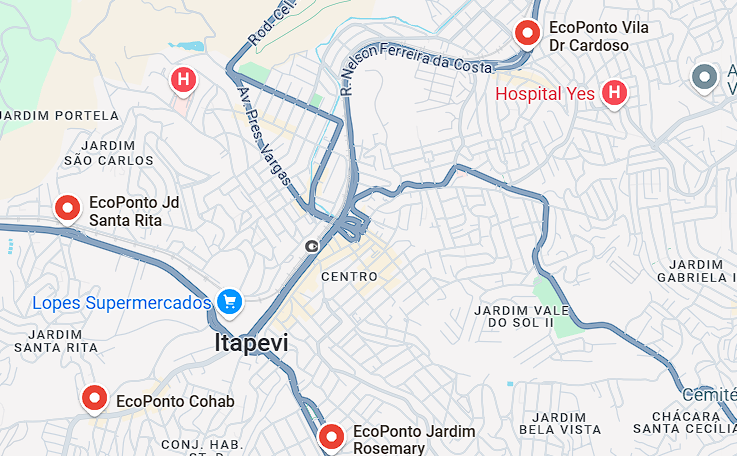 Rod. Cel.
EcoPonto Vila
Dr Cardoso
R. Nelson Ferreira da Costa
H
Hospital Yes
H
A
V
Av. Pres. Vargas
JARDIM PORTELA
JARDIM
SÃO CARLOS
EcoPonto Jd
Santa Rita
CENTRO
JARDIM
GABRIELA I
Lopes Supermercados
JARDIM VALE
DO SOL II
JARDIM
SANTA RITA
Itapevi
EcoPonto Cohab
Cemité
CHÁCARA
SANTA CECÍLIA
JARDIM
BELA VISTA
EcoPonto Jardim
Rosemary
CONJ. HAB.